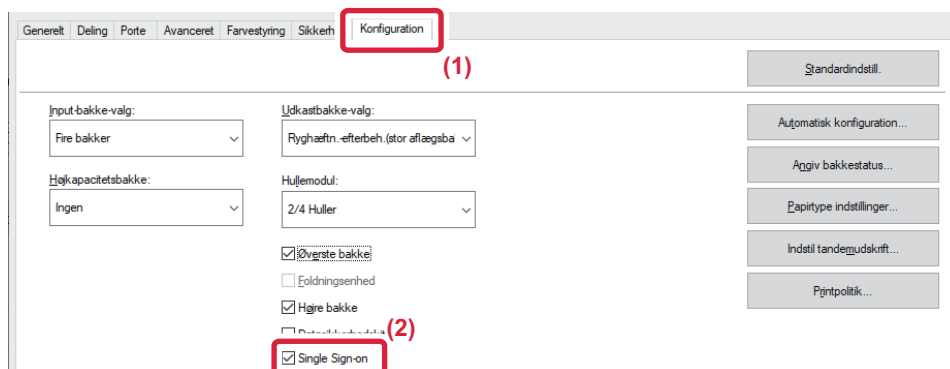 Generelt Deling Porte Avanceret Farvestyring Sikkerh Konfiguration
(1)
Standardindstill.
Input-bakke-valg:
Fire bakker
Højkapacitetsbakke:
Ingen
Udkastbakke-valg:
Ryghæftn.-efterbeh.(stor aflægsba
Hullemodul:
2/4 Huller
Øverste bakke
Foldningsenhed
Højre bakke
(2)
Single Sign-on
Automatisk konfiguration...
Angiv bakkestatus...
Papirtype indstillinger...
Indstil tandemudskrift...
Printpolitik...